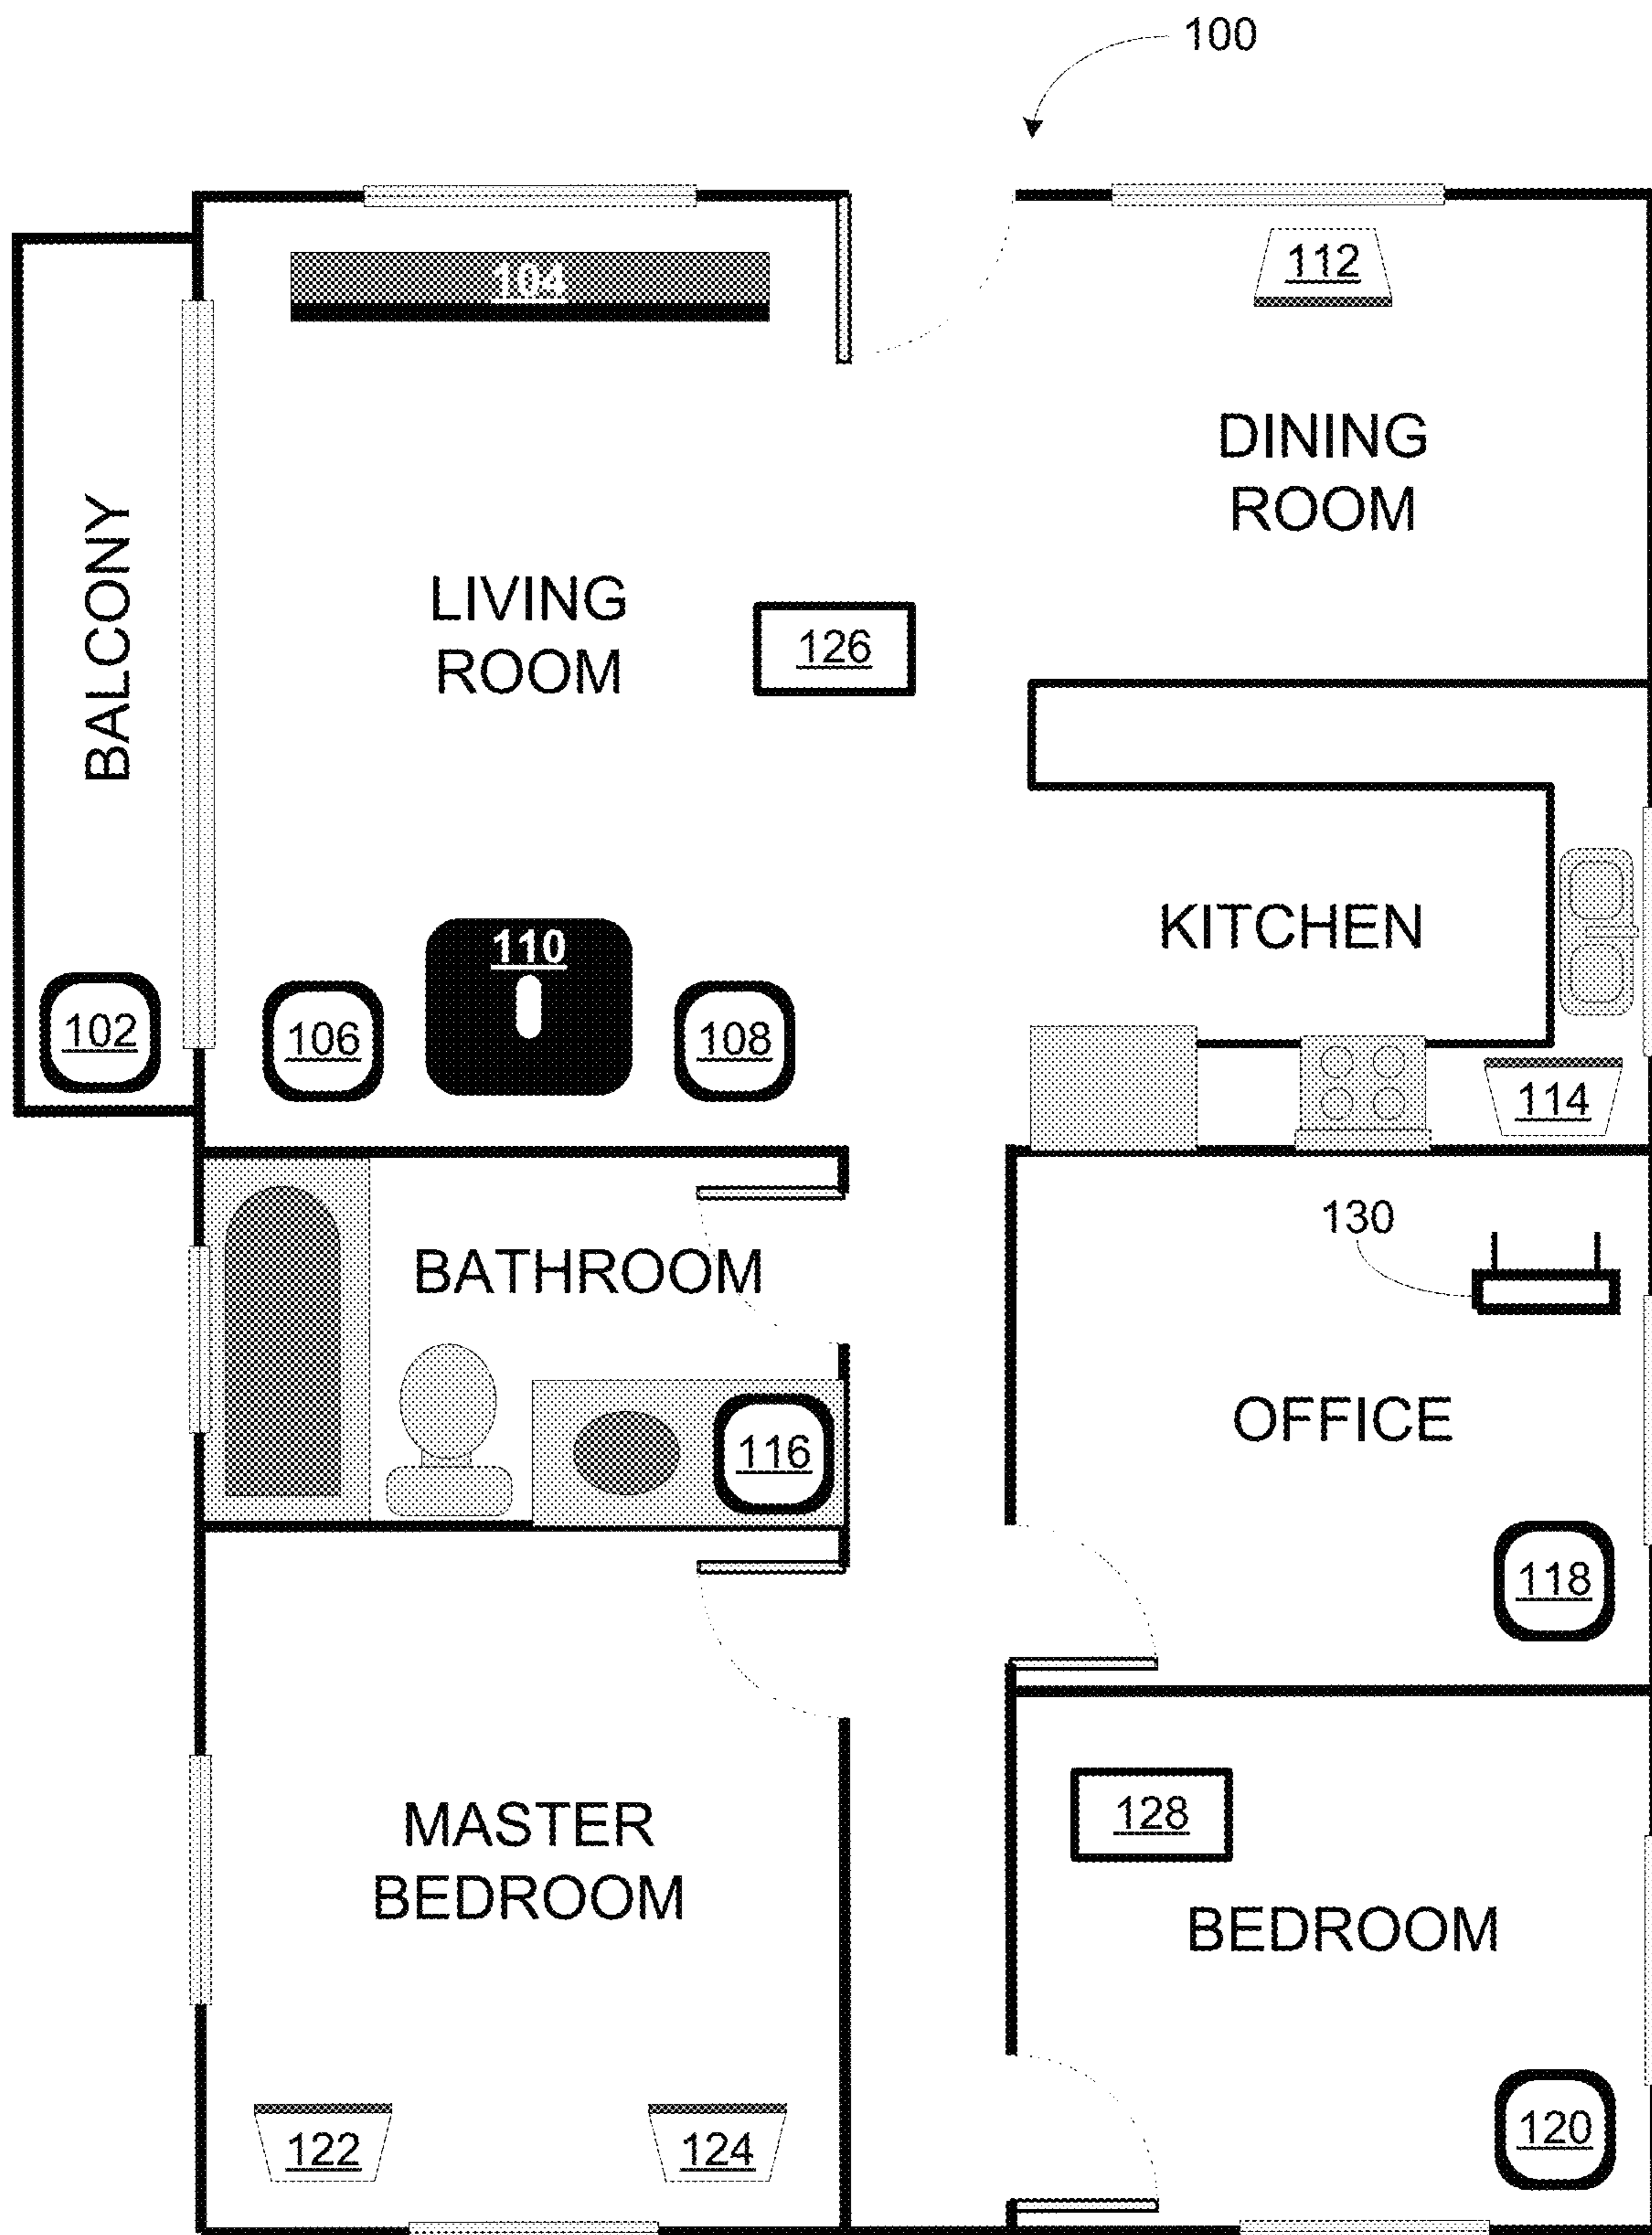 100
104
112
DINING
ROOM
BALCONY
LIVING
ROOM
126
KITCHEN
110
102
106
108
114
130
BATHROOM
OFFICE
116
118
MASTER
BEDROOM
128
BEDROOM
122
124
120